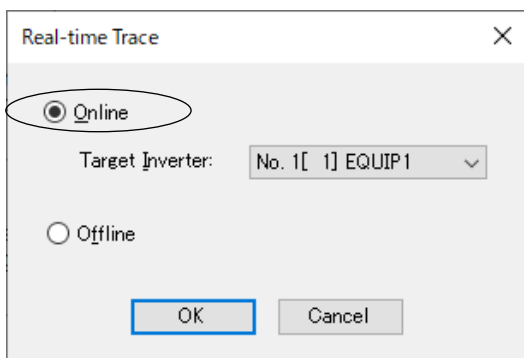 Real-time Trace
Online
Target Inverter: No. 1[ 1] EQUIP1
Offline
OK Cancel